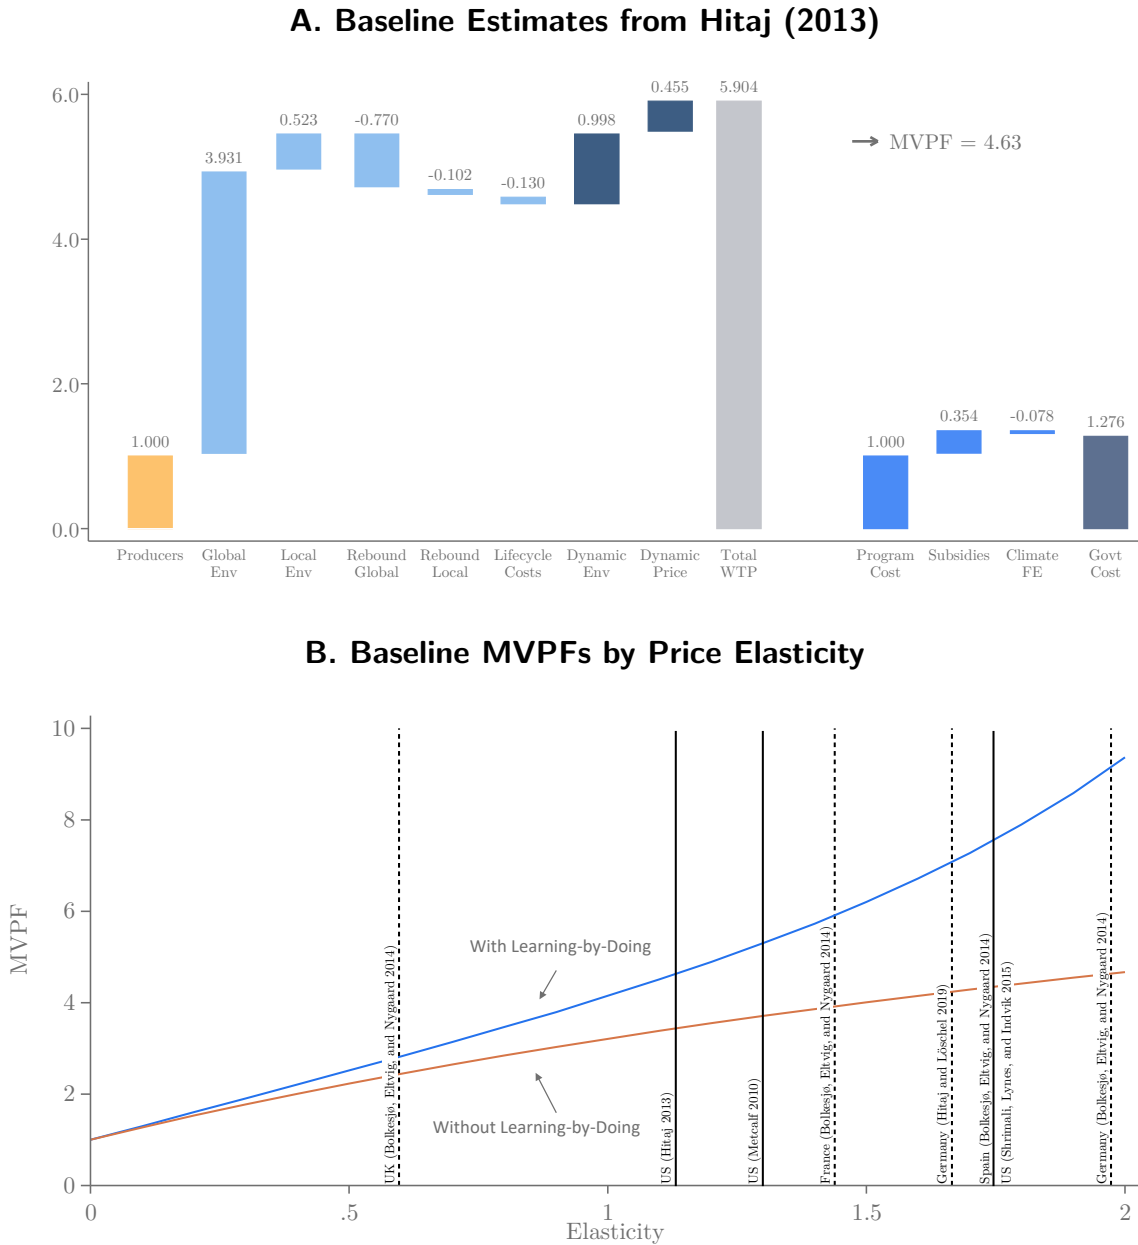 A. Baseline Estimates from Hitaj (2013)
6.0
4.0
2.0
0.0
1.000
3.931
0.523
-0.770
-0.102
-0.130
0.998
0.455
5.904
1.000
0.354
-0.078
1.276
MVPF = 4.63
Producers
Global
Env
Local
Env
Rebound
Global
Rebound
Local
Lifecycle
Costs
Dynamic
Env
Dynamic
Price
Total
WTP
Program
Cost
Subsidies
Climate
FE
Govt
Cost
B. Baseline MVPFs by Price Elasticity
MVPF
10
8
6
4
2
0
With Learning-by-Doing
Without Learning-by-Doing
UK (Bolkesjø, Eltvig, and Nygaard 2014)
US (Hitaj 2013)
US (Metcalf 2010)
France (Bolkesjø, Eltvig, and Nygaard 2014)
Germany (Hitaj and Löschel 2019)
Spain (Bolkesjø, Eltvig, and Nygaard 2014)
US (Shrimali, Lynes, and Indvik 2015)
Germany (Bolkesjø, Eltvig, and Nygaard 2014)
0
.5
1
1.5
2
Elasticity